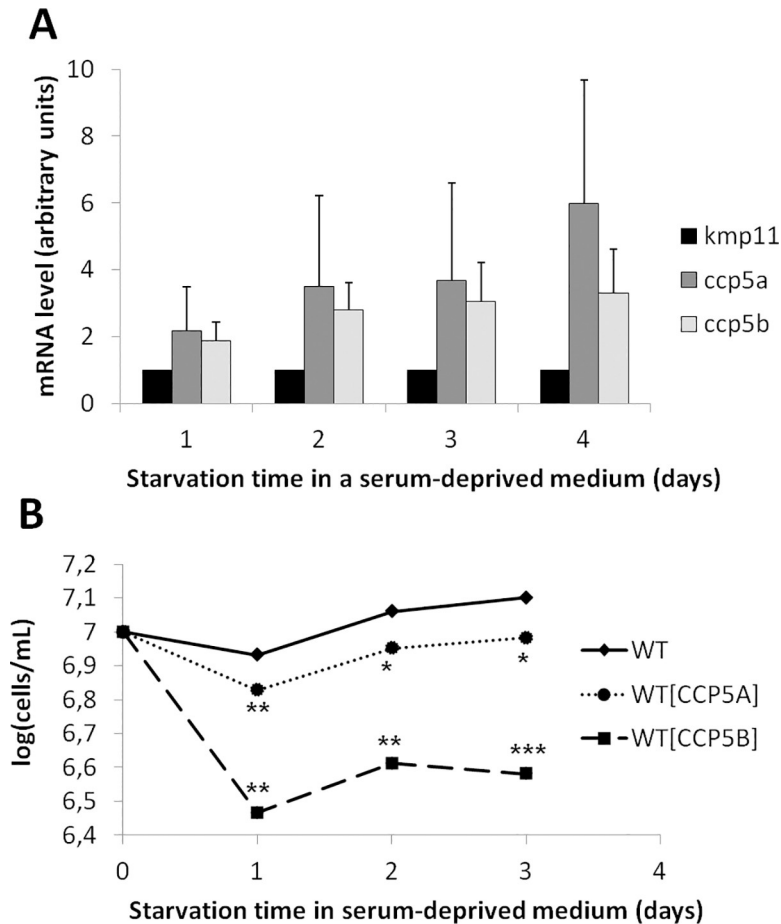 A
mRNA level (arbitrary units)
10
8
6
4
2
0
1 2 3 4
Starvation time in a serum-deprived medium (days)
kmp11
ccp5a
ccp5b
B
log(cells/mL)
7,2
7,1
7
6,9
6,8
6,7
6,6
6,5
6,4
** * *
** ** ***
0 1 2 3 4
Starvation time in serum-deprived medium (days)
WT
WT[CCP5A]
WT[CCP5B]